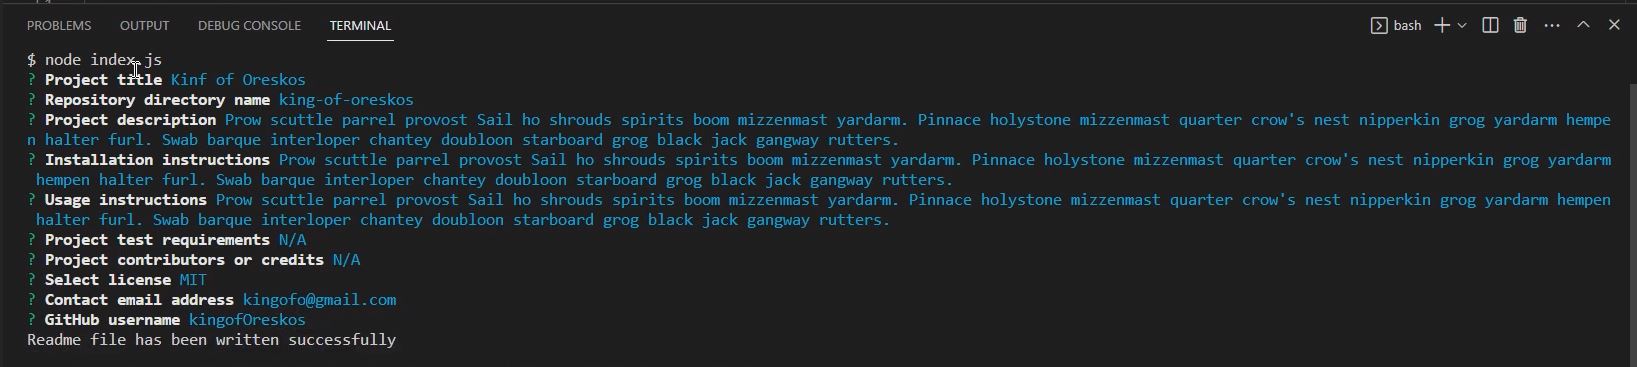 PROBLEMS OUTPUT DEBUG CONSOLE TERMINAL bash
$ node index.js
? Project title Kinf of Oreskos
? Repository directory name king-of-oreskos
? Project description Prow scuttle parrel provost Sail ho shrouds spirits boom mizzenmast yardarm. Pinnace holystone mizzenmast quarter crow's nest nipperkin grog yardarm hempe
n halter furl. Swab barque interloper chantey doubloon starboard grog black jack gangway rutters.
? Installation instructions Prow scuttle parrel provost Sail ho shrouds spirits boom mizzenmast yardarm. Pinnace holystone mizzenmast quarter crow's nest nipperkin grog yardarm
hempen halter furl. Swab barque interloper chantey doubloon starboard grog black jack gangway rutters.
? Usage instructions Prow scuttle parrel provost Sail ho shrouds spirits boom mizzenmast yardarm. Pinnace holystone mizzenmast quarter crow's nest nipperkin grog yardarm hempen
halter furl. Swab barque interloper chantey doubloon starboard grog black jack gangway rutters.
? Project test requirements N/A
? Project contributors or credits N/A
? Select license MIT
? Contact email address kingofo@gmail.com
? GitHub username kingofOreskos
Readme file has been written successfully